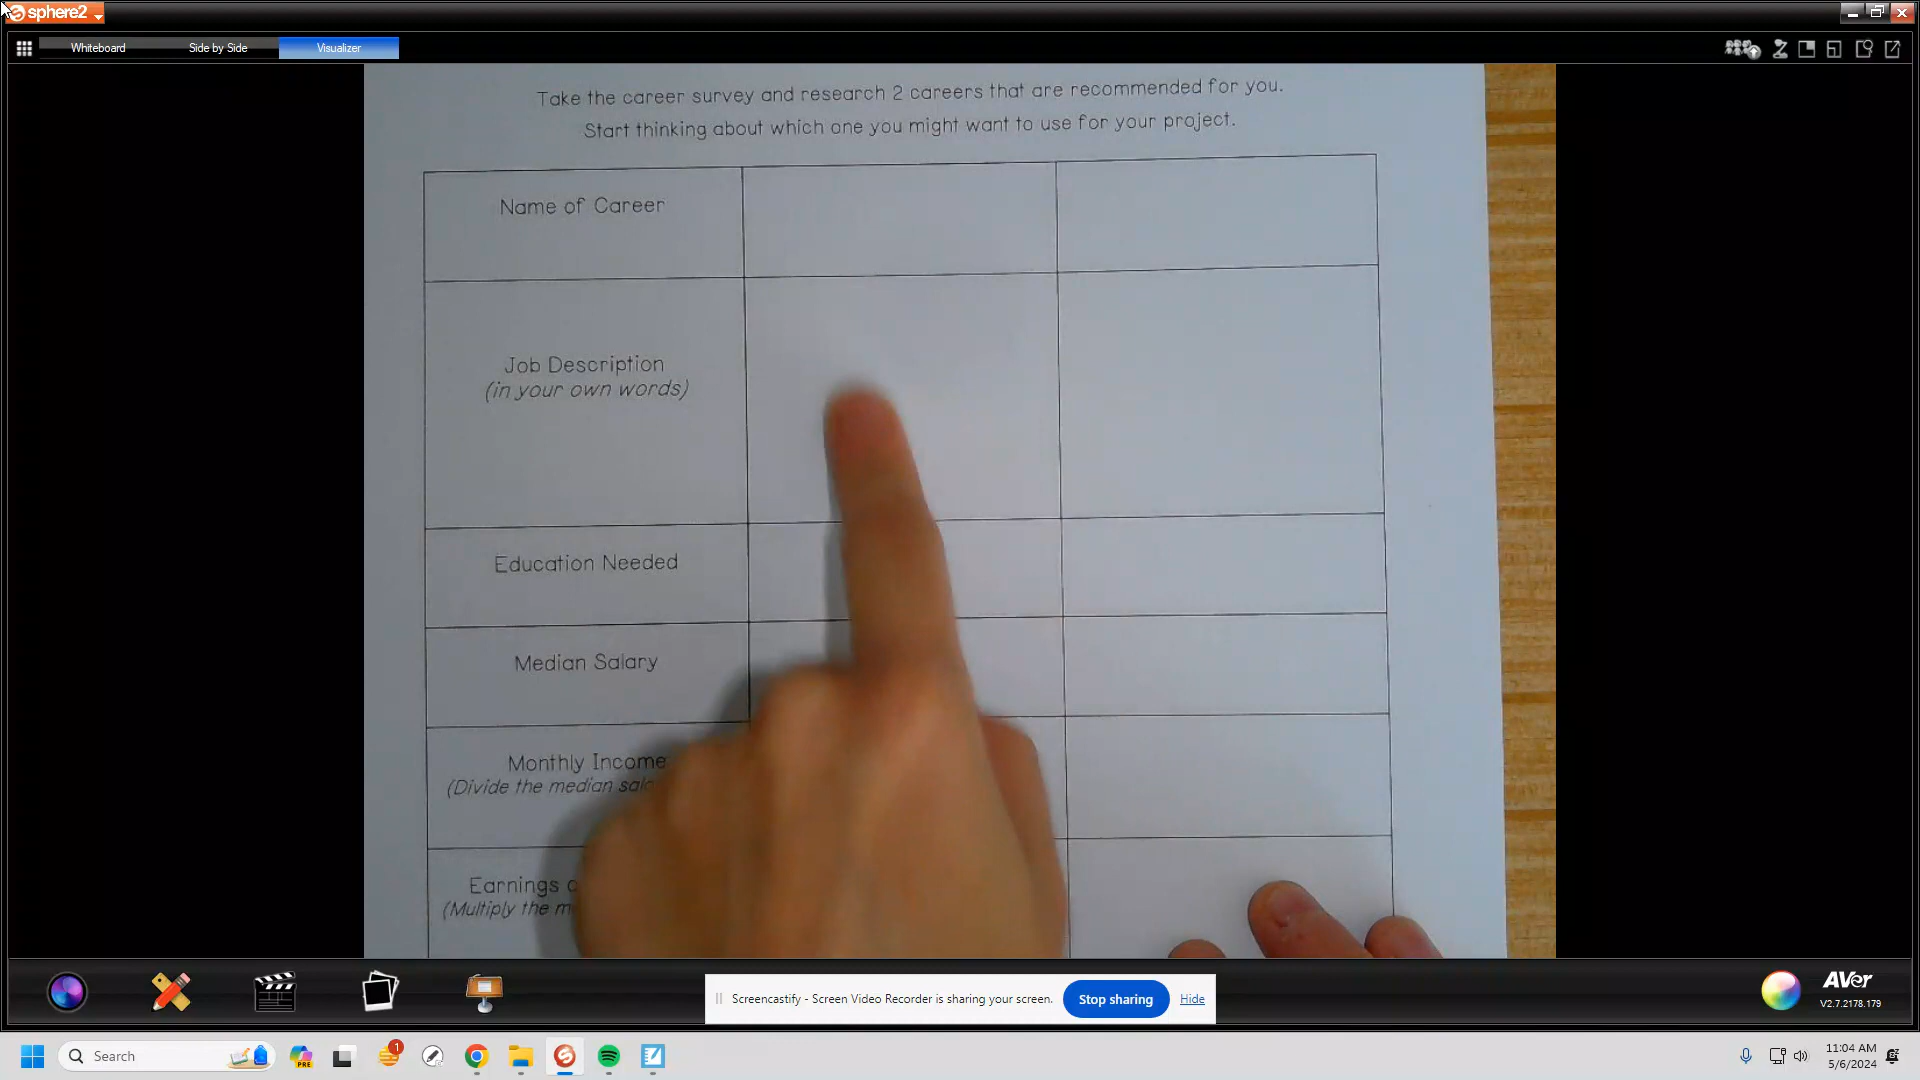 sphere2
Whiteboard
Side by Side
Visualizer
Take the career survey and research 2 careers that are recommended for you.
Start thinking about which one you might want to use for your project.
Name of Career
Job Description
(in your own words)
Education Needed
Median Salary
Monthly Income
(Divide the median
Earnings
(Multiply the
Screencastify - Screen Video Recorder is sharing your screen.
Stop sharing
Hide
AVer
V2.7.2178.179
Search
PRE
1
11:04 AM
5/6/2024